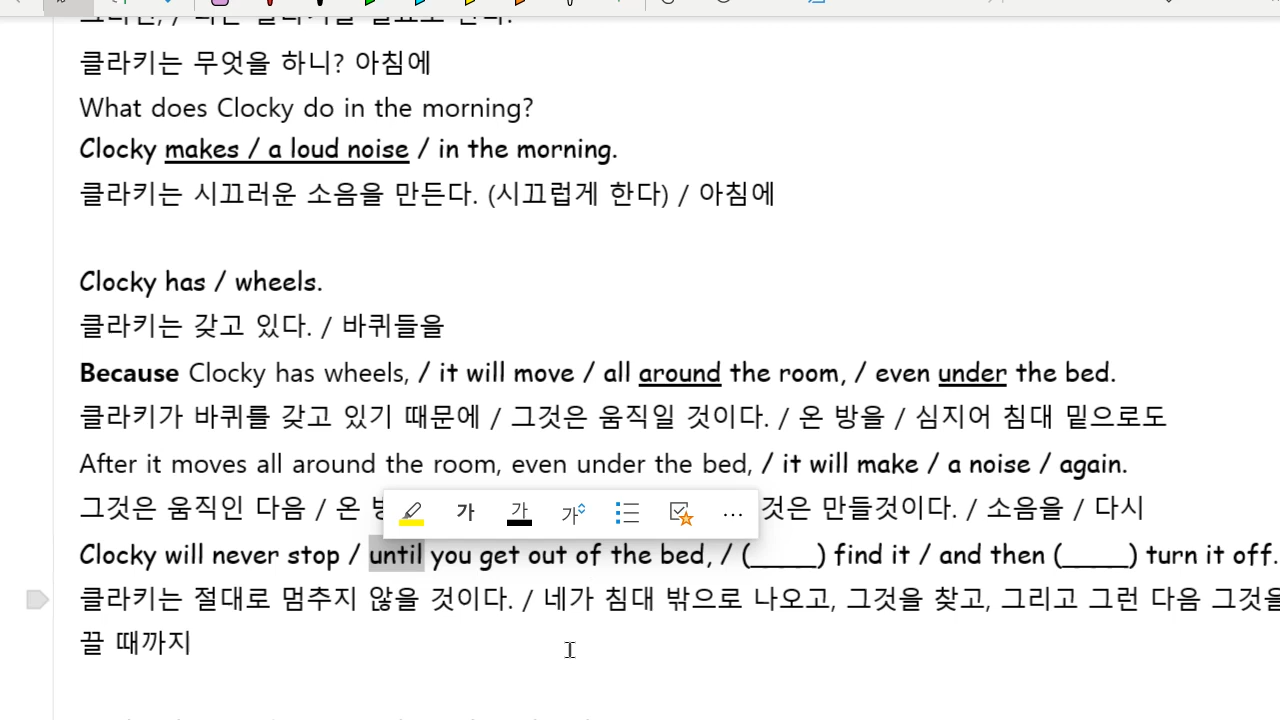 클라키는 무엇을 하니? 아침에
What does Clocky do in the morning?
Clocky makes / a loud noise / in the morning.
클라키는 시끄러운 소음을 만든다. (시끄럽게 한다) / 아침에
Clocky has / wheels.
클라키는 갖고 있다. / 바퀴들을
Because Clocky has wheels, / it will move / all around the room, / even under the bed.
클라키가 바퀴를 갖고 있기 때문에 / 그것은 움직일 것이다. / 온 방을 / 심지어 침대 밑으로도
After it moves all around the room, even under the bed, / it will make / a noise / again.
그것은 움직인 다음 / 온 것은 만들것이다. / 소음을 / 다시
가 가 가 ...
Clocky will never stop / until you get out of the bed, / (_____) find it / and then (_____) turn it off.
클라키는 절대로 멈추지 않을 것이다. / 네가 침대 밖으로 나오고, 그것을 찾고, 그리고 그런 다음 그것을
끌 때까지